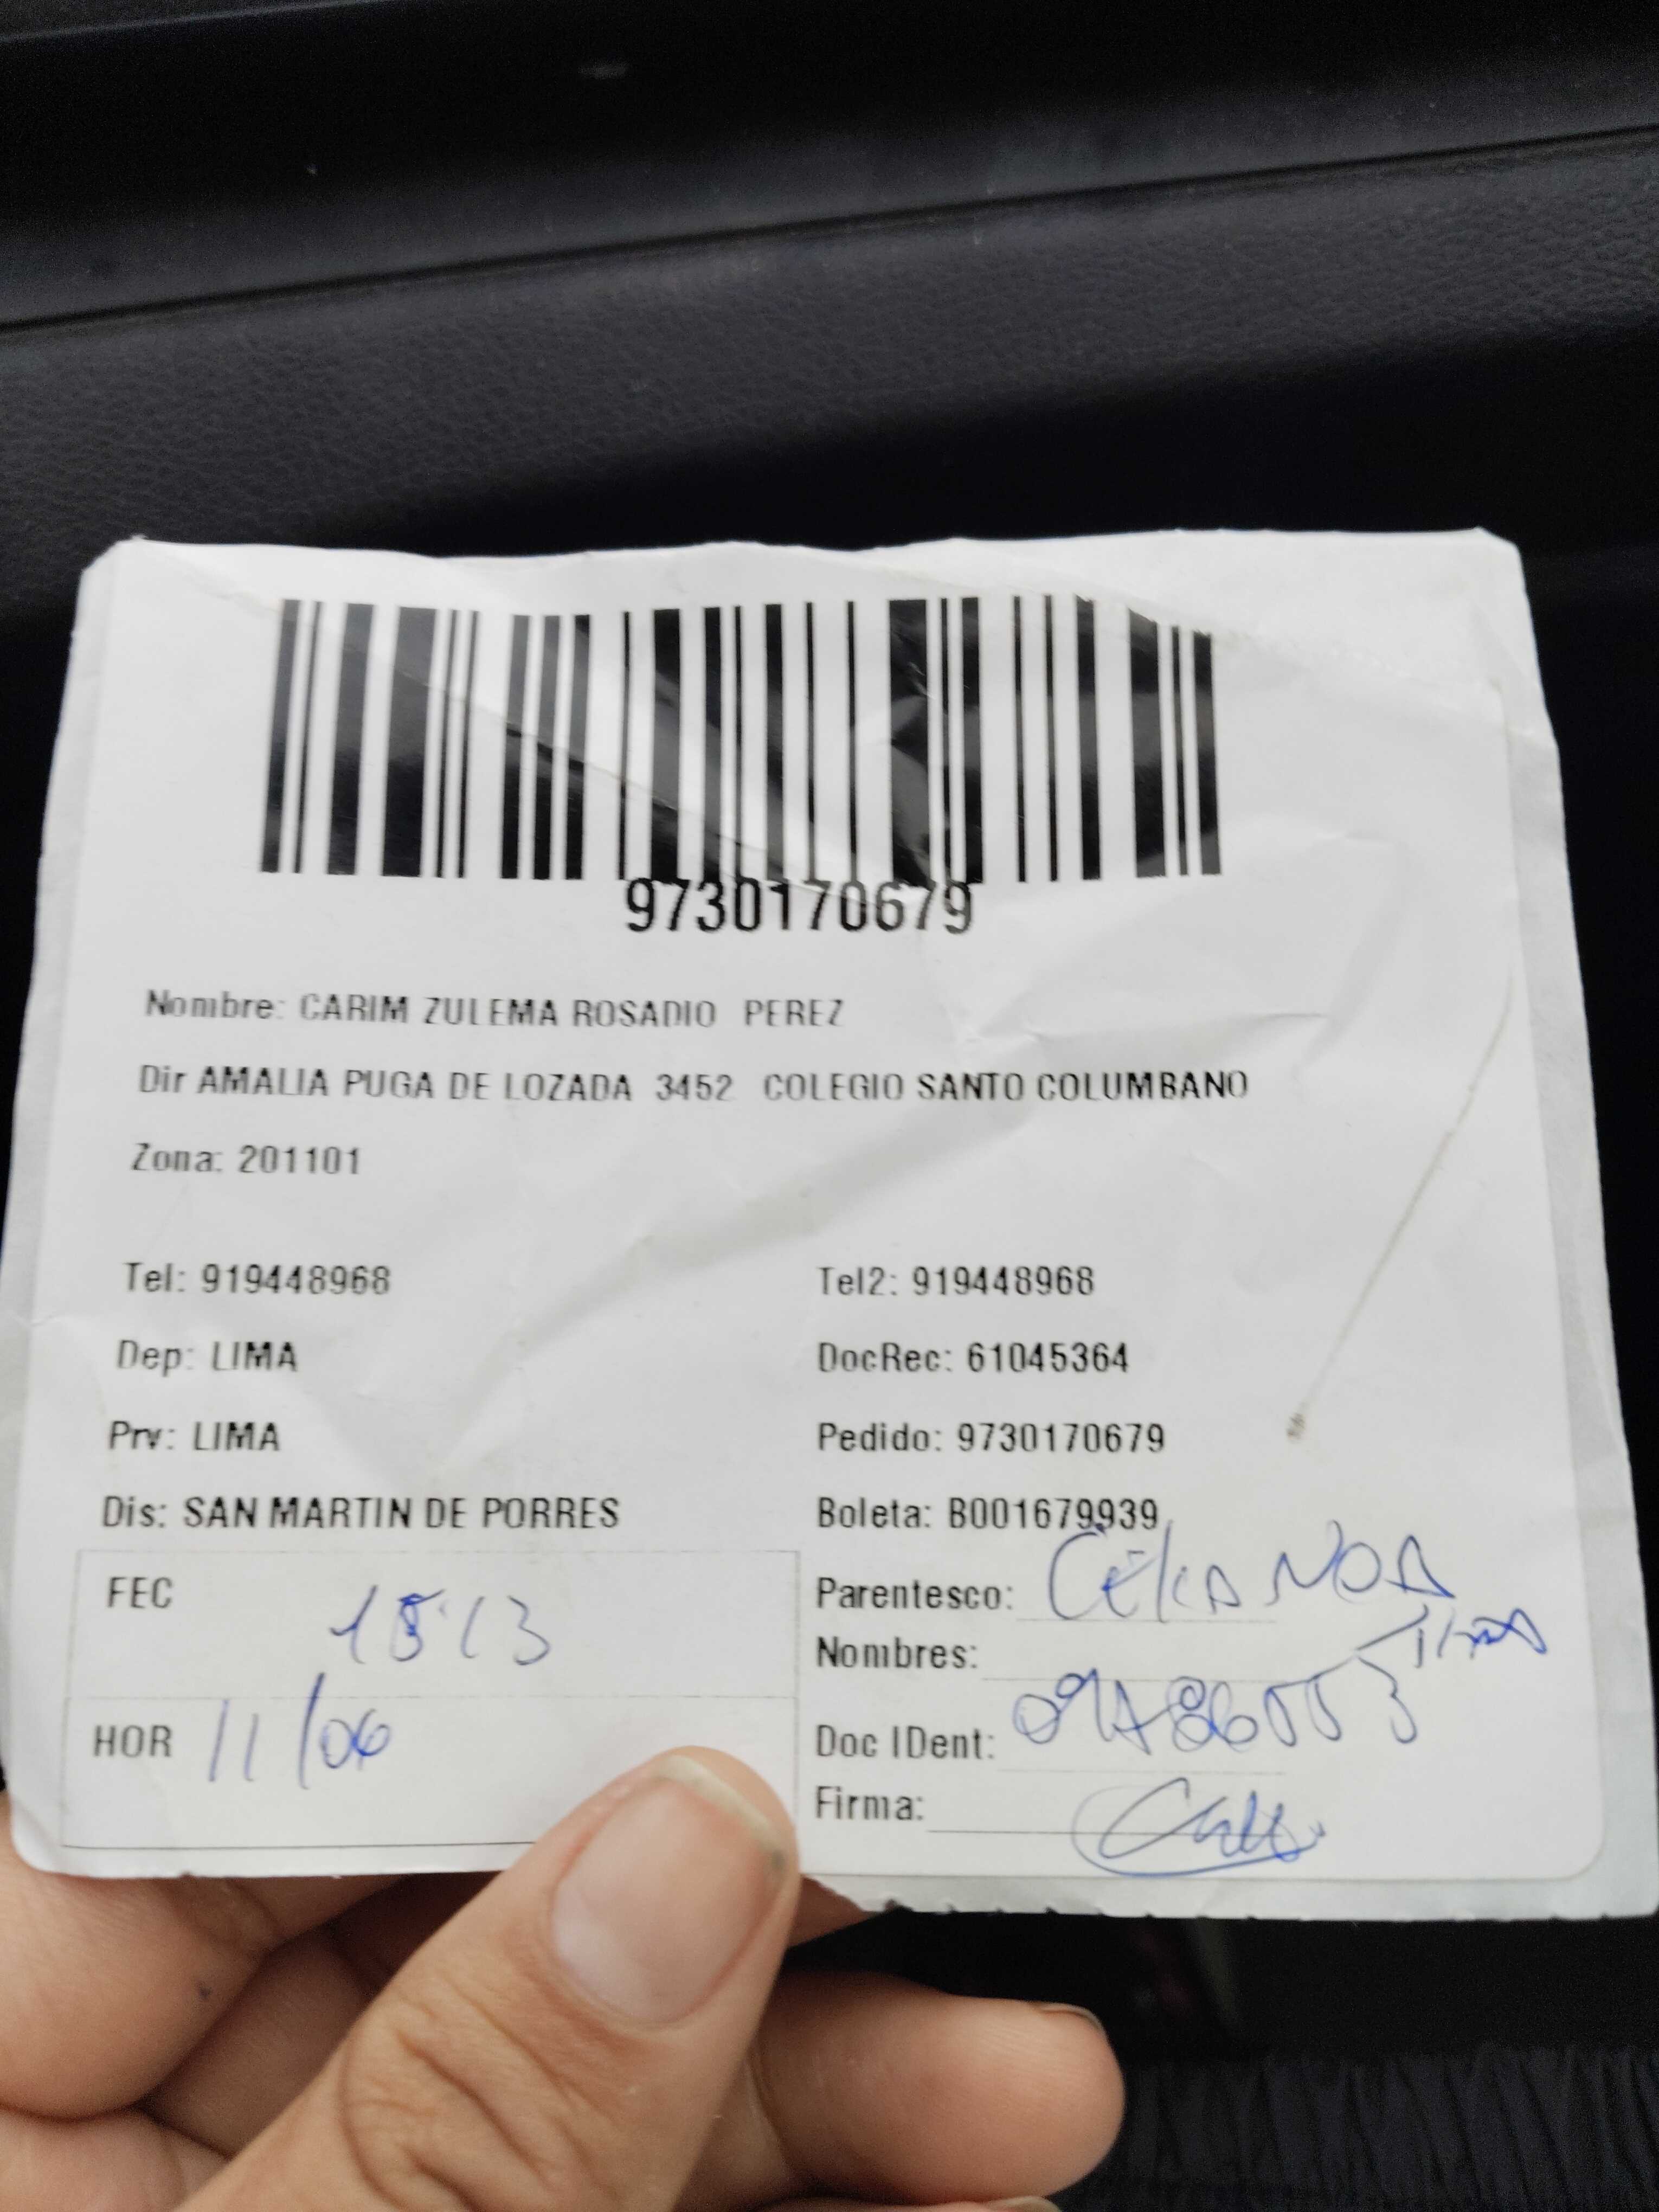 9730170679
Nombre: CARIM ZULEMA ROSADIO PEREZ
Dir AMALIA PUGA DE LOZADA 3452 COLEGIO SANTO COLUMBANO
Zona: 201101
Tel: 919448968 Tel2: 919448968
Dep: LIMA DocRec: 61045364
Prv: LIMA Pedido: 9730170679
Dis: SAN MARTIN DE PORRES Boleta: B001679939
FEC 15:13 Parentesco:
Nombres:
HOR 11/06 Doc IDent:
Firma: